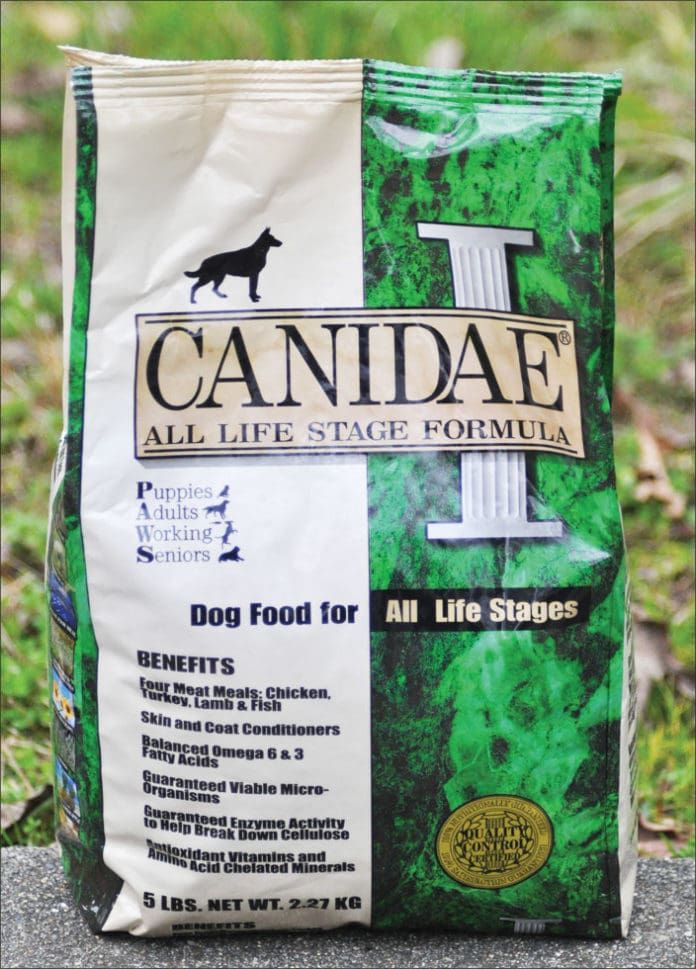 CANIDAE®
ALL LIFE STAGE FORMULA
Puppies
Adults
Working
Seniors
Dog Food for All Life Stages
BENEFITS
Four Meat Meals: Chicken,
Turkey, Lamb & Fish
Skin and Coat Conditioners
Balanced Omega 6 & 3
Fatty Acids
Guaranteed Viable Micro-
Organisms
Guaranteed Enzyme Activity
to Help Break Down Cellulose
Antioxidant Vitamins and
Amino Acid Chelated Minerals
QUALITY
CONTROL
CERTIFIED
5 LBS. NET WT. 2.27 KG
BENEFITS